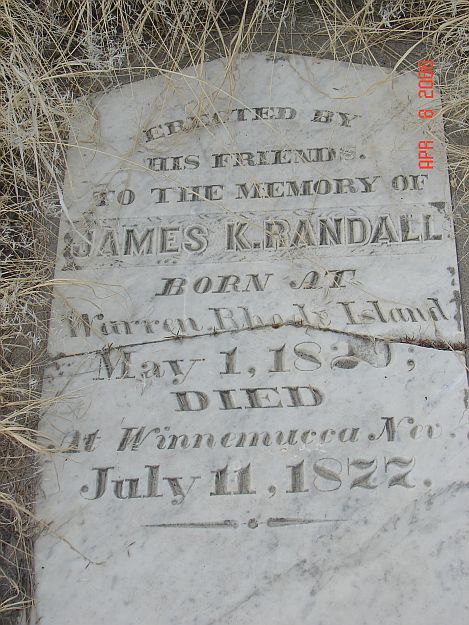 ERECTED BY
HIS FRIENDS.
TO THE MEMORY OF
JAMES K. RANDALL
BORN AT
Warren Rhode Island
May 1,
DIED
At Winnemucca Nev.
July 11, 1877.
APR 8 2006